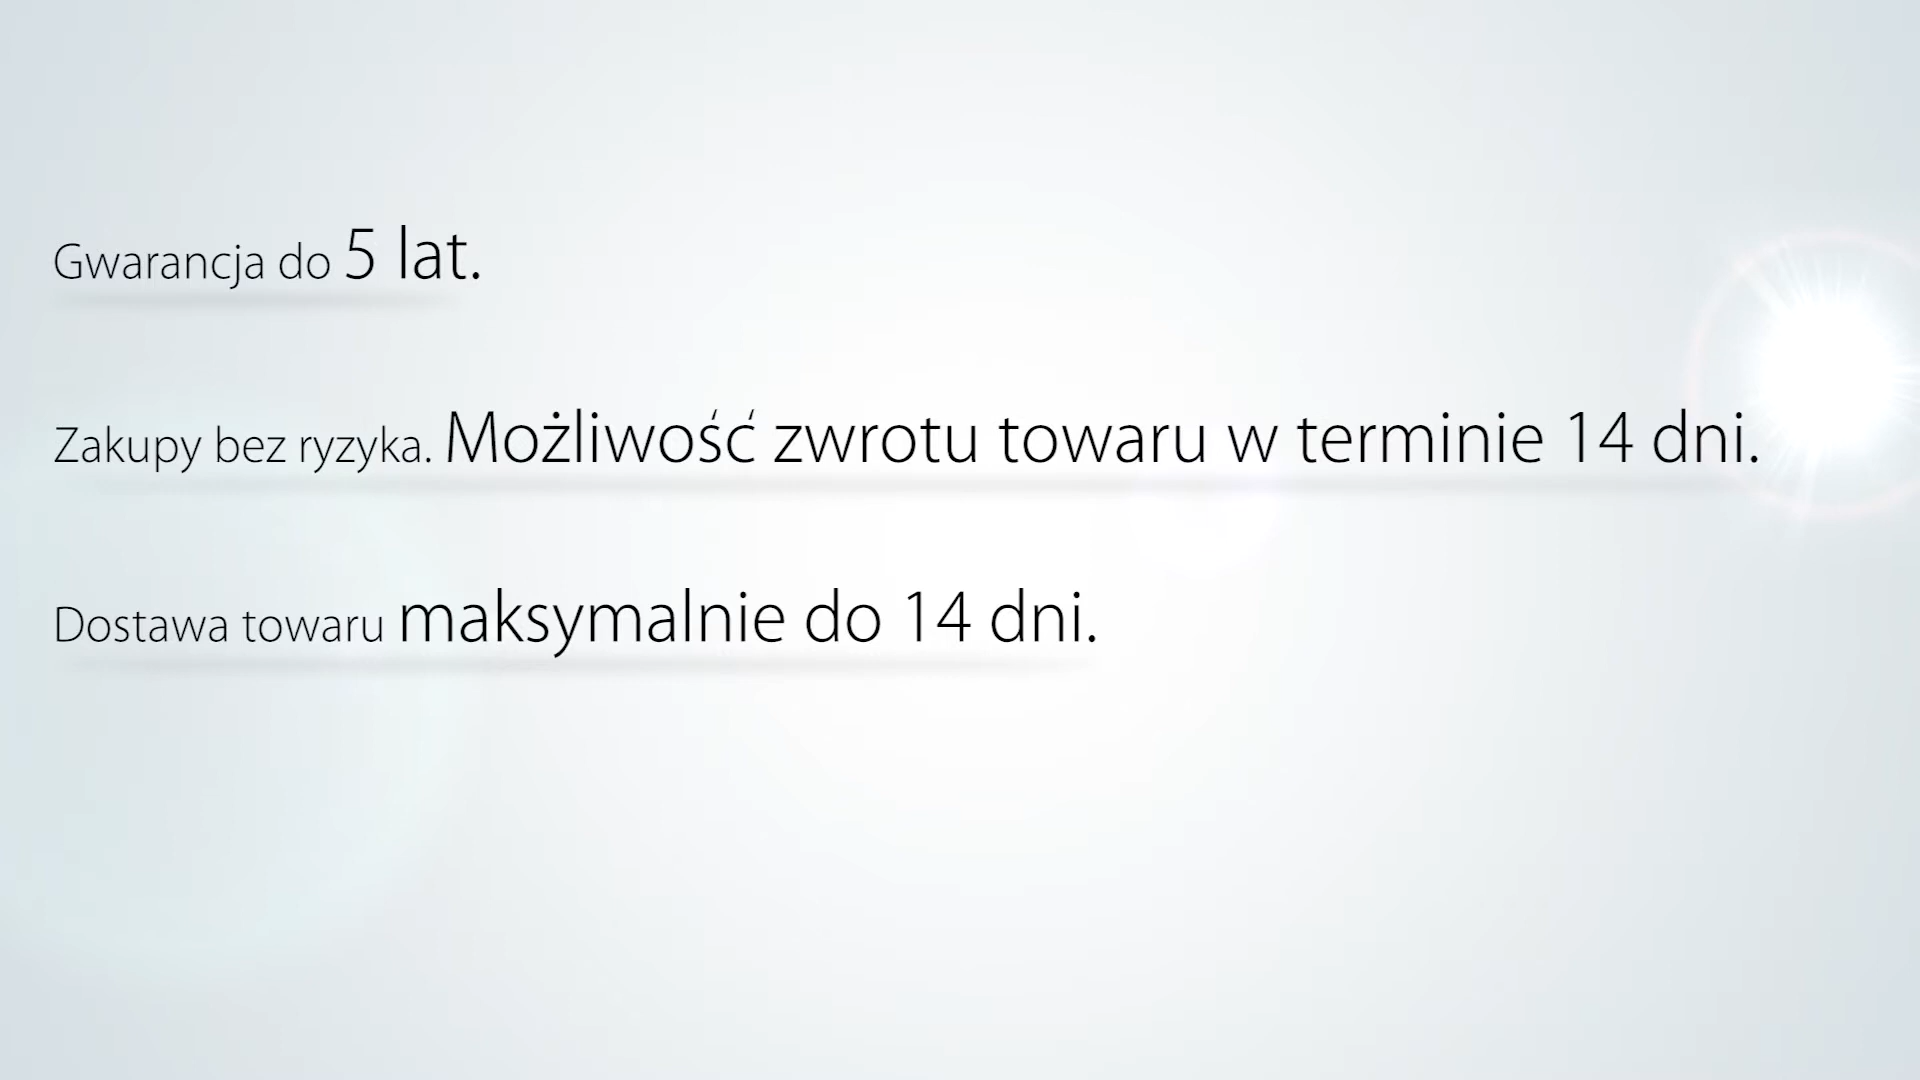 Gwarancja do 5 lat.
Zakupy bez ryzyka. Możliwość zwrotu towaru w terminie 14 dni.
Dostawa towaru maksymalnie do 14 dni.